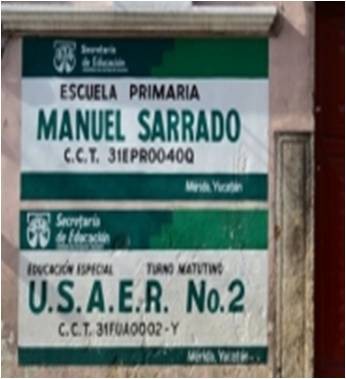 Secretaría
de Educación
ESCUELA PRIMARIA
MANUEL SARRADO
C.C.T. 31EPR0040Q
Mérida, Yucatán
Secretaría
de Educación
EDUCACIÓN ESPECIAL TURNO MATUTINO
U.S.A.E.R. No.2
C.C.T. 31FUA0002-Y
Mérida, Yucatán